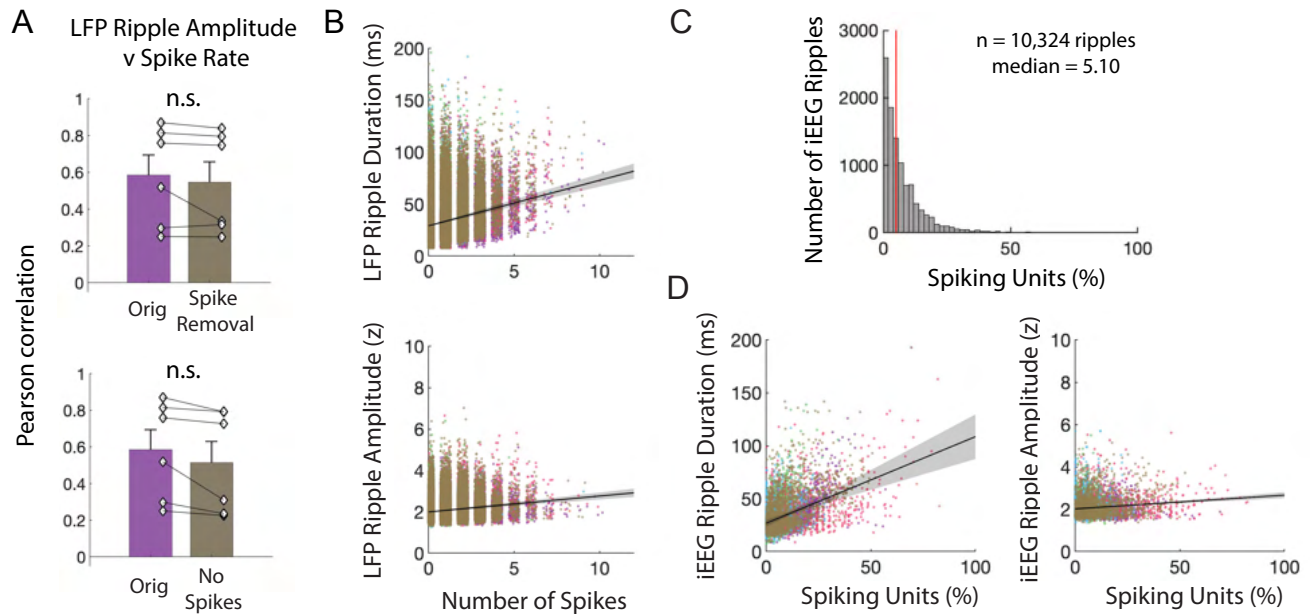 A
LFP Ripple Amplitude
v Spike Rate
n.s.
1
0.8
0.6
0.4
0.2
0
Orig
Spike
Removal
n.s.
1
0.8
0.6
0.4
0.2
0
Orig
No
Spikes
Pearson correlation
B
LFP Ripple Duration (ms)
200
150
100
50
0
0 5 10
LFP Ripple Amplitude (z)
10
8
6
4
2
0
0 5 10
Number of Spikes
C
Number of iEEG Ripples
3000
2000
1000
0
n = 10,324 ripples
median = 5.10
0 50 100
Spiking Units (%)
D
iEEG Ripple Duration (ms)
200
150
100
50
0
0 50 100
Spiking Units (%)
iEEG Ripple Amplitude (z)
10
8
6
4
2
0
0 50 100
Spiking Units (%)